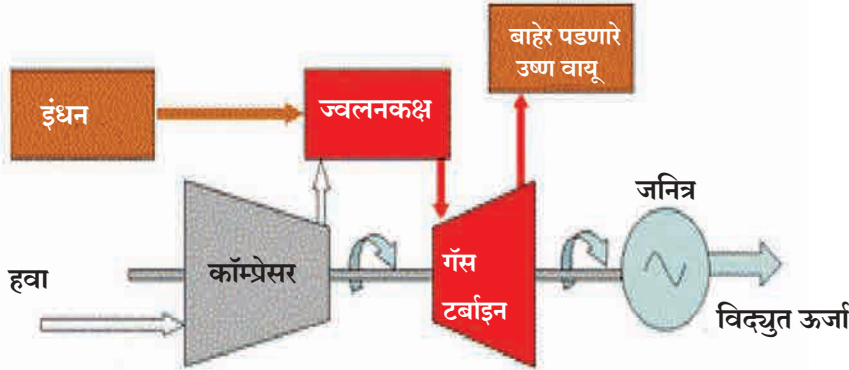 बाहेर पडणारे
उष्ण वायू
इंधन
ज्वलनकक्ष
जनित्र
हवा
कॉम्प्रेसर
गॅस
टर्बाइन
विद्युत ऊर्जा